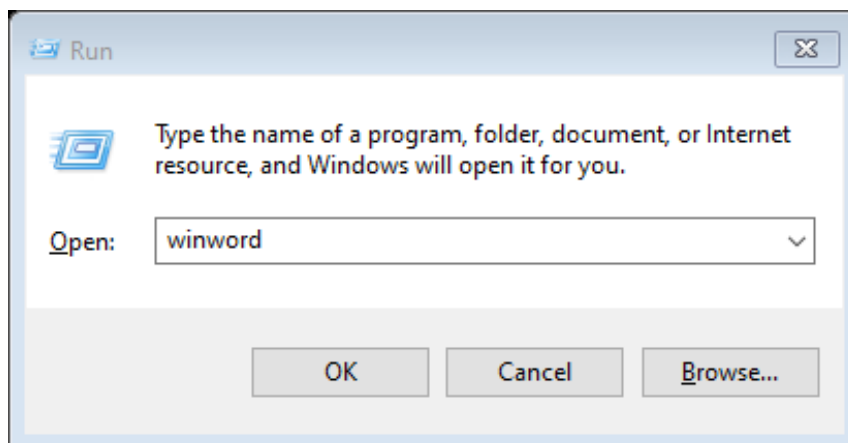 Run
Type the name of a program, folder, document, or Internet
resource, and Windows will open it for you.
Open: winword
OK Cancel Browse...